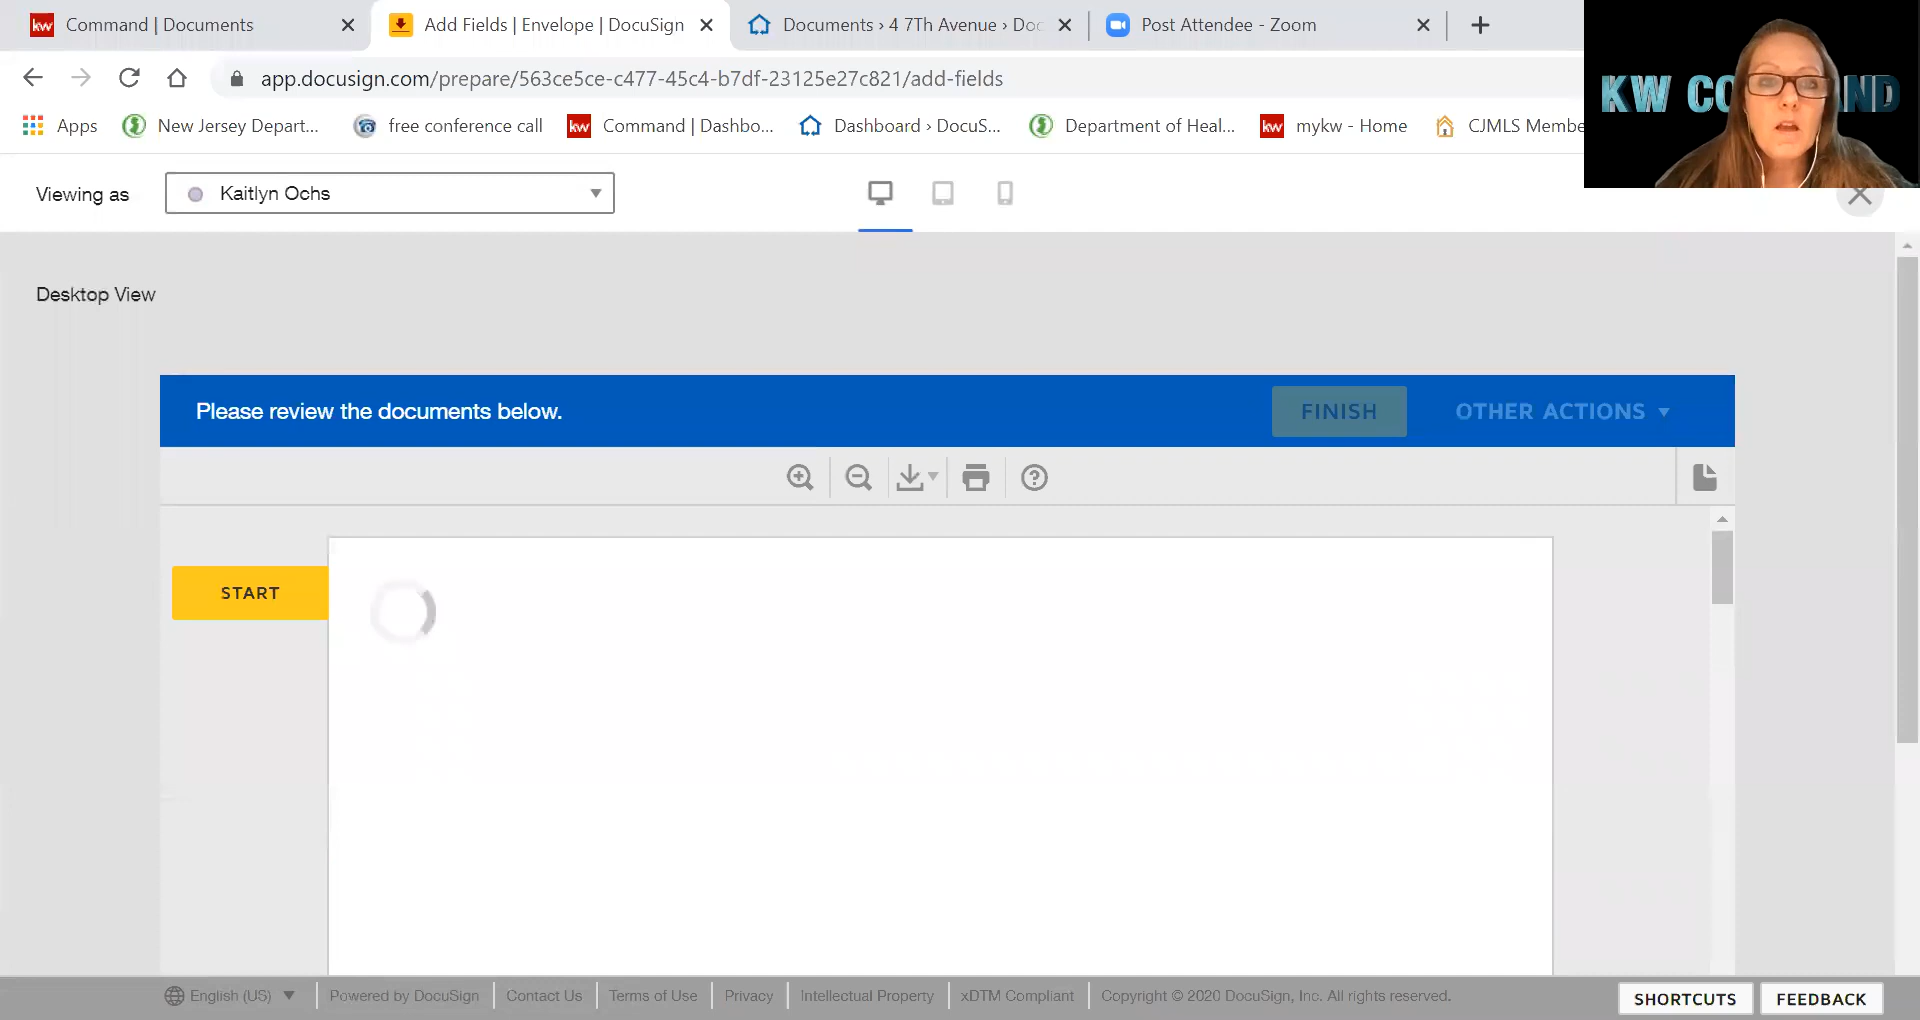 Command | Documents
Add Fields | Envelope | DocuSign
Documents › 4 7Th Avenue › Doc
Post Attendee - Zoom
app.docusign.com/prepare/563ce5ce-c477-45c4-b7df-23125e27c821/add-fields
KW CO ND
Apps
New Jersey Depart...
free conference call
kw
Command | Dashbo...
Dashboard › DocuS...
Department of Heal...
kw
mykw - Home
CJMLS Membe
Viewing as
Kaitlyn Ochs
Desktop View
Please review the documents below.
FINISH
OTHER ACTIONS
START
English (US)
Powered by DocuSign
Contact Us
Terms of Use
Privacy
Intellectual Property
xDTM Compliant
Copyright © 2020 DocuSign, Inc. All rights reserved.
SHORTCUTS
FEEDBACK